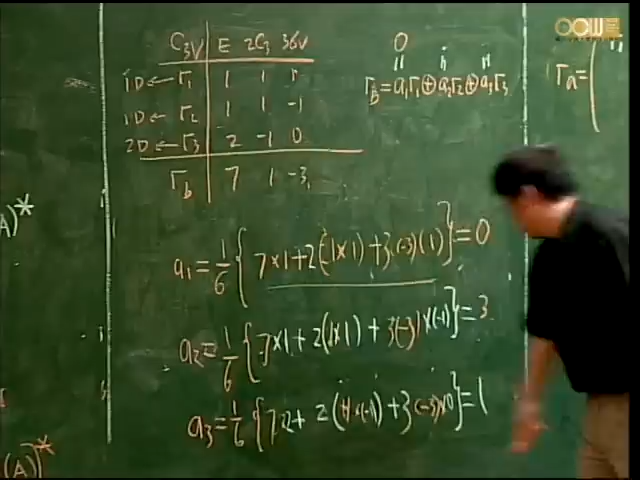 OCW
C₃V E 2C₃ 3σV
1D ← Γ₁ 1 1 1
1D ← Γ₂ 1 1 -1
2D ← Γ₃ 2 -1 0
Γb 7 1 -3
0
Γb = a₁Γ₁ ⊕ a₂Γ₂ ⊕ a₃Γ₃
Γa = (
a₁ = 1/6 { 7×1 + 2(1×1) + 3(-3)(1) } = 0
a₂ = 1/6 { 7×1 + 2(1×1) + 3(-3)×(-1) } = 3
a₃ = 1/6 { 7·2 + 2(1×(-1)) + 3(-3)×0 } = 1
A)*
(A)*